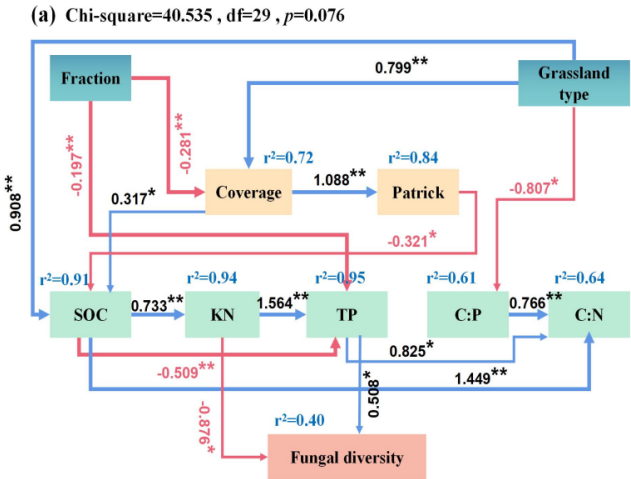 (a) Chi-square=40.535 , df=29 , p=0.076
Fraction
0.799**
Grassland
type
-0.197**
-0.281**
0.908**
r²=0.72
r²=0.84
Coverage
1.088**
Patrick
-0.807*
0.317*
-0.321*
r²=0.91
r²=0.94
r²=0.95
r²=0.61
r²=0.64
SOC
0.733**
KN
1.564**
TP
C:P
0.766**
C:N
-0.509**
0.825*
1.449**
-0.876*
0.508*
r²=0.40
Fungal diversity